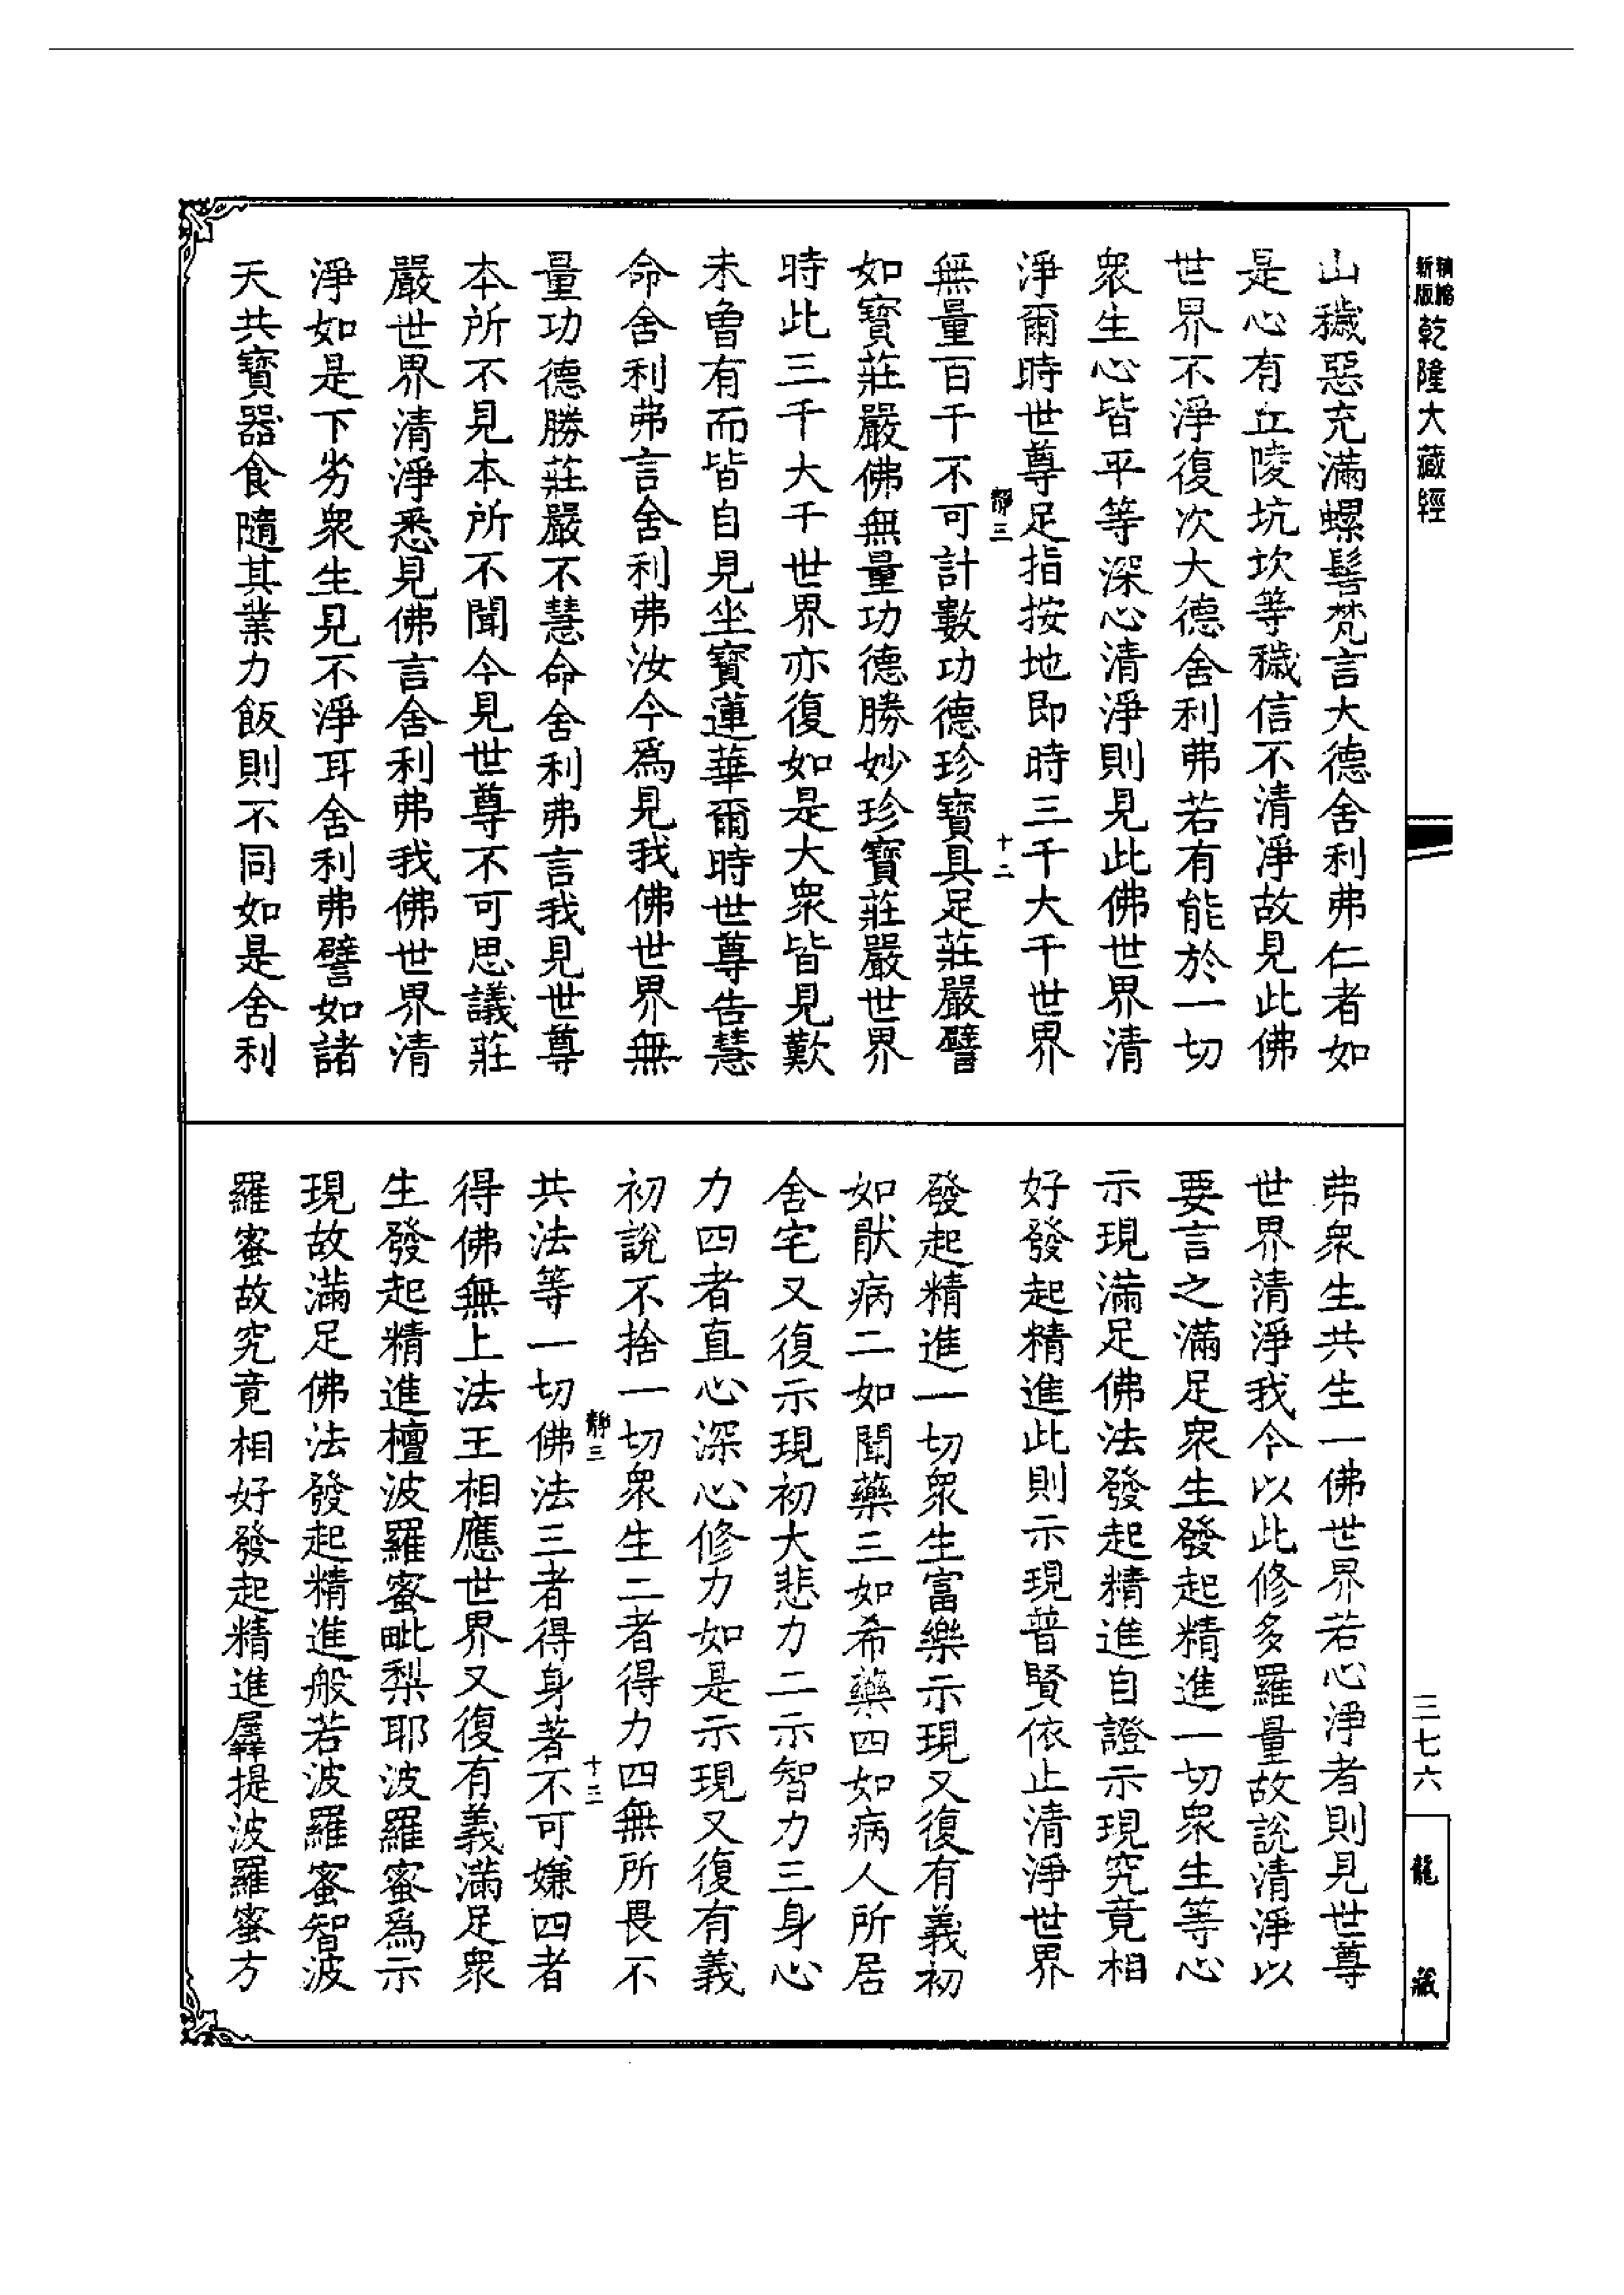 新版精縮乾隆大藏經
山穢惡充滿螺髻梵言大德舍利弗仁者如
是心有丘陵坑坎等穢信不清淨故見此佛
世界不淨復次大德舍利弗若有能於一切
衆生心皆平等深心清淨則見此佛世界清
淨爾時世尊足指按地即時三千大千世界
靜三
十二
無量百千不可計數功德珍寶具足莊嚴譬
如寶莊嚴佛無量功德勝妙珍寶莊嚴世界
時此三千大千世界亦復如是大衆皆見歎
未曾有而皆自見坐寶蓮華爾時世尊告慧
命舍利弗言舍利弗汝今爲見我佛世界無
量功德勝莊嚴不慧命舍利弗言我見世尊
本所不見本所不聞今見世尊不可思議莊
嚴世界清淨悉見佛言舍利弗我佛世界清
淨如是下劣衆生見不淨耳舍利弗譬如諸
天共寶器食隨其業力飯則不同如是舍利
弗衆生共生一佛世界若心淨者則見世尊
世界清淨我今以此修多羅量故說清淨以
要言之滿足衆生發起精進一切衆生等心
示現滿足佛法發起精進自證示現究竟相
好發起精進此則示現普賢依止清淨世界
發起精進一切衆生富樂示現又復有義初
如猒病二如聞藥三如希藥四如病人所居
舍宅又復示現初大悲力二示智力三身心
力四者直心深心修力如是示現又復有義
初說不捨一切衆生二者得力四無所畏不
靜三
十三
共法等一切佛法三者得身著不可嫌四者
得佛無上法王相應世界又復有義滿足衆
生發起精進檀波羅蜜毗梨耶波羅蜜爲示
現故滿足佛法發起精進般若波羅蜜智波
羅蜜故究竟相好發起精進羼提波羅蜜方
三七六
龍藏